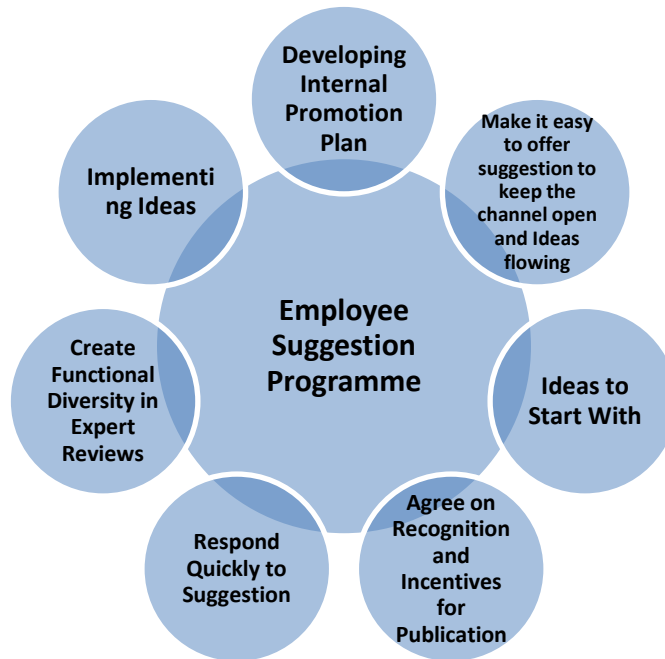 Developing
Internal
Promotion
Plan
Make it easy
to offer
suggestion to
keep the
channel open
and Ideas
flowing
Ideas to
Start With
Agree on
Recognition
and
Incentives
for
Publication
Respond
Quickly to
Suggestion
Create
Functional
Diversity in
Expert
Reviews
Implementi
ng Ideas
Employee
Suggestion
Programme